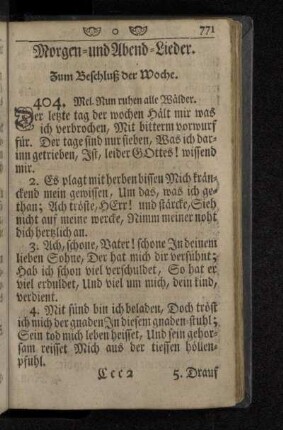 o 771
Morgen-und Abend-Lieder.
Zum Beschluß der Woche.
404. Mel. Nun ruhen alle Wälder.
Der letzte tag der wochen Hält mir was
ich verbrochen, Mit bitterm vorwurf
für. Der tage sind nur sieben, Was ich dar-
inn getrieben, Ist, leider GOttes! wissend
mir.
2. Es plagt mit herben bissen Mich krän-
ckend mein gewissen, Um das, was ich ge-
than; Ach tröste, HErr! und stärcke, Sieh
nicht auf meine wercke, Nimm meiner noht
dich hertzlich an.
3. Ach, schone, Vater! schone In deinem
lieben Sohne, Der hat mich dir versühnt;
Hab ich schon viel verschuldet, So hat er
viel erduldet, Und viel um mich, dein kind,
verdient.
4. Mit sünd bin ich beladen, Doch tröst
ich mich der gnaden In diesem gnaden-stuhl;
Sein tod mich leben heisset, Und sein gehor-
sam reisset Mich aus der tieffen höllen-
pfuhl.
Ccc2 5. Drauf